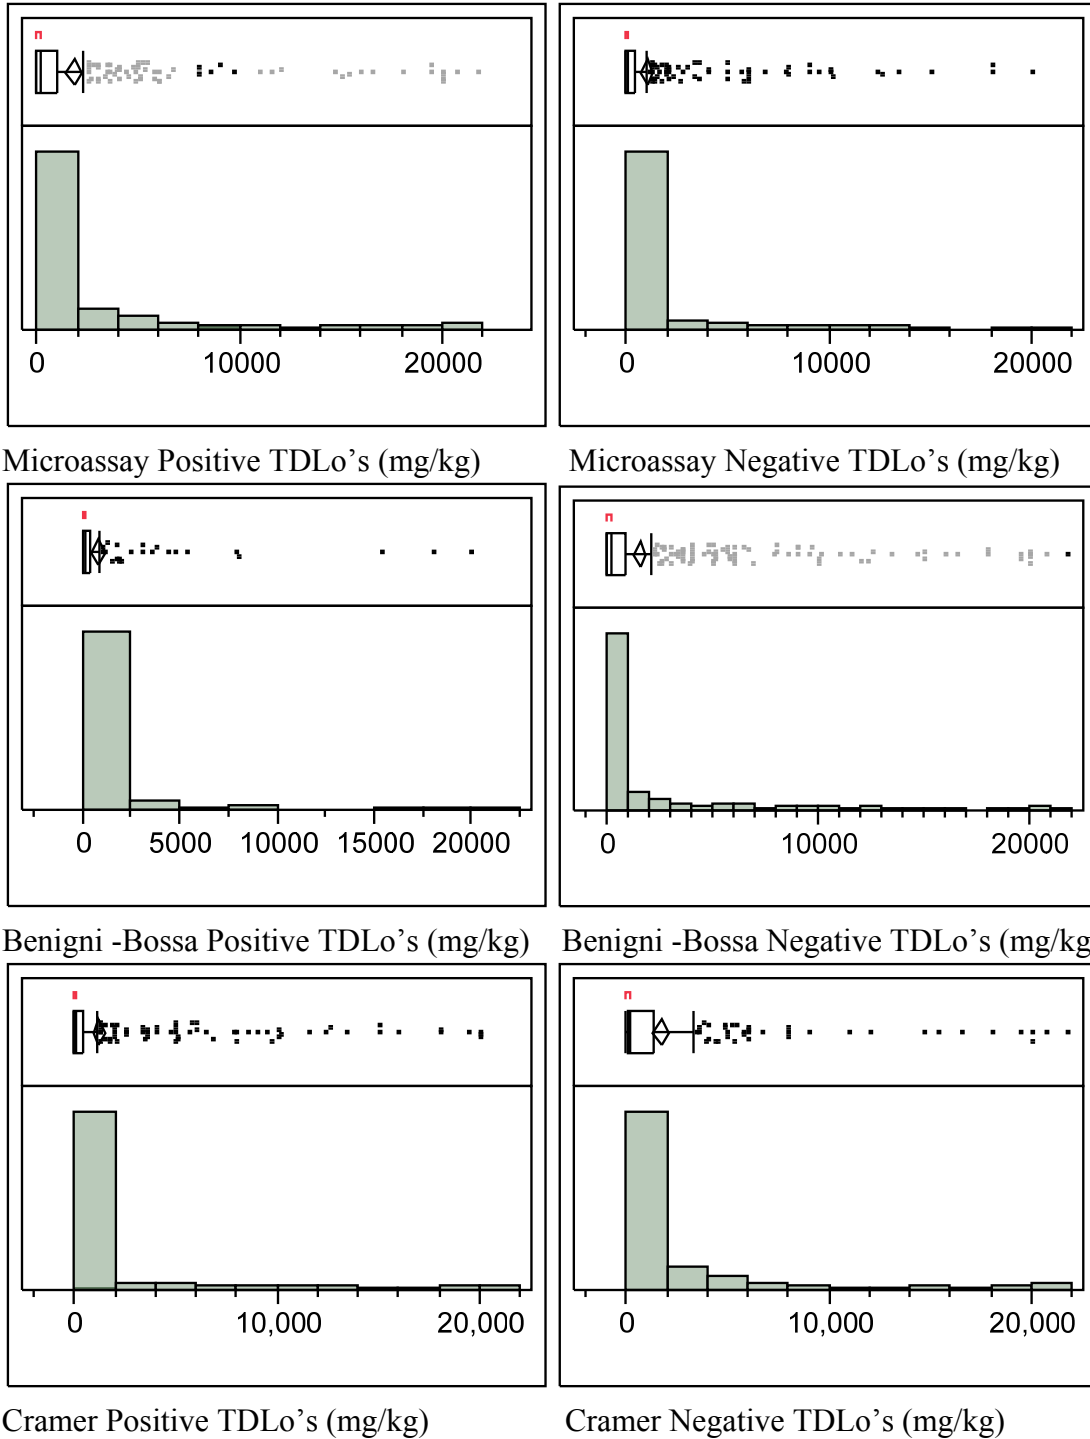 0 10000 20000
0 10000 20000
Microassay Positive TDLo’s (mg/kg)
Microassay Negative TDLo’s (mg/kg)
0 5000 10000 15000 20000
0 10000 20000
Benigni -Bossa Positive TDLo’s (mg/kg)
Benigni -Bossa Negative TDLo’s (mg/kg
0 10,000 20,000
0 10,000 20,000
Cramer Positive TDLo’s (mg/kg)
Cramer Negative TDLo’s (mg/kg)